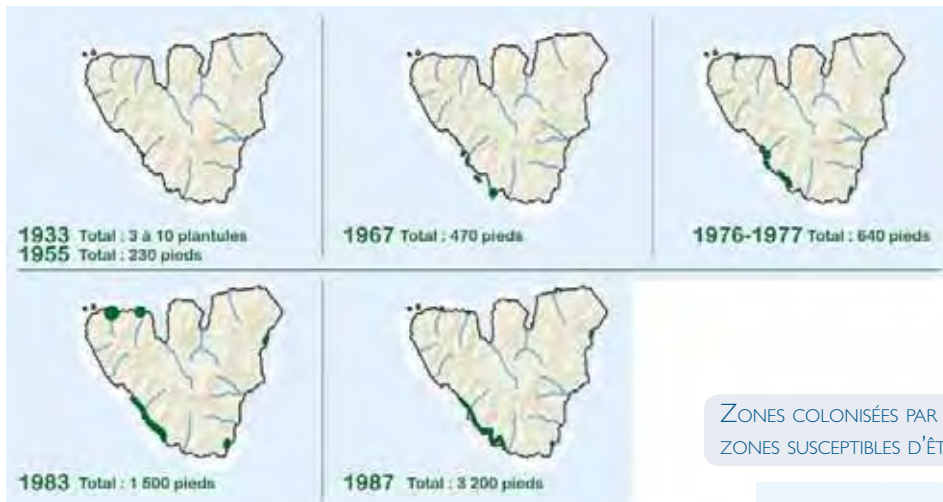 1933 Total : 3 à 10 plantules
1955 Total : 230 pieds
1967 Total : 470 pieds
1976-1977 Total : 640 pieds
1983 Total : 1 500 pieds
1987 Total : 3 200 pieds
ZONES COLONISÉES PAR
ZONES SUSCEPTIBLES D'ÊT